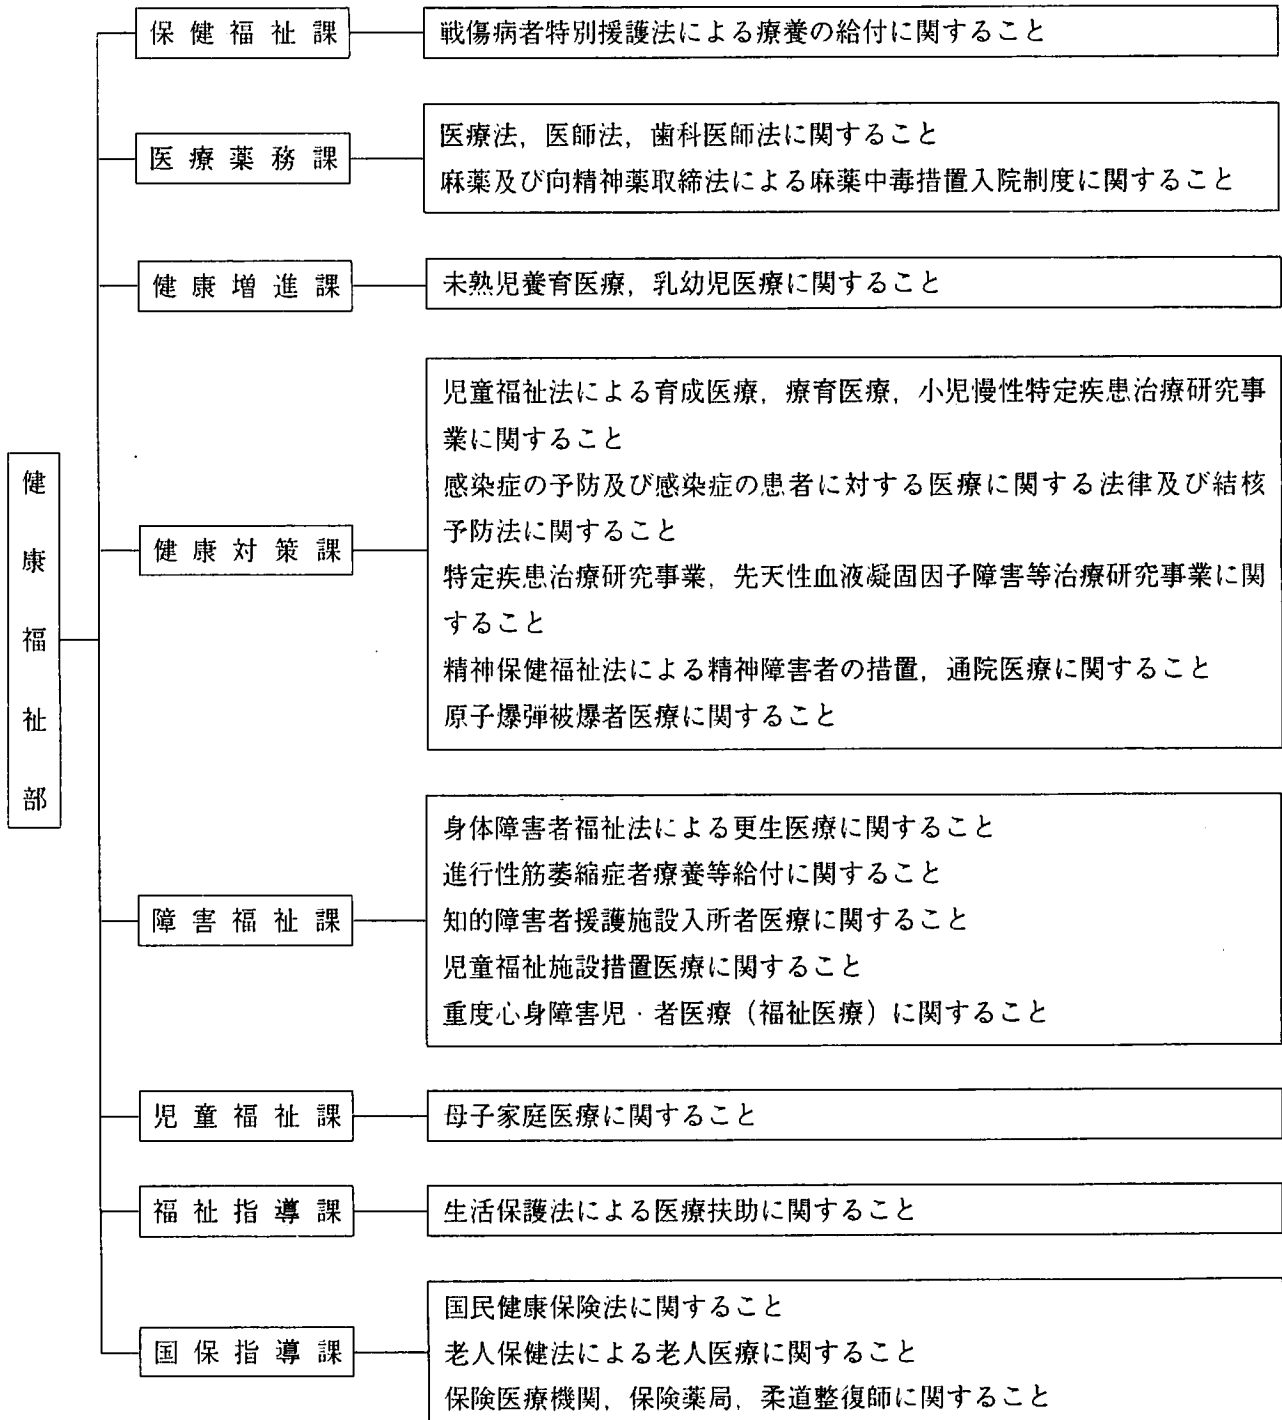 健康福祉部
保健福祉課
戦傷病者特別援護法による療養の給付に関すること
医療薬務課
医療法，医師法，歯科医師法に関すること
麻薬及び向精神薬取締法による麻薬中毒措置入院制度に関すること
健康増進課
未熟児養育医療，乳幼児医療に関すること
健康対策課
児童福祉法による育成医療，療育医療，小児慢性特定疾患治療研究事
業に関すること
感染症の予防及び感染症の患者に対する医療に関する法律及び結核
予防法に関すること
特定疾患治療研究事業，先天性血液凝固因子障害等治療研究事業に関
すること
精神保健福祉法による精神障害者の措置，通院医療に関すること
原子爆弾被爆者医療に関すること
障害福祉課
身体障害者福祉法による更生医療に関すること
進行性筋萎縮症者療養等給付に関すること
知的障害者援護施設入所者医療に関すること
児童福祉施設措置医療に関すること
重度心身障害児・者医療（福祉医療）に関すること
児童福祉課
母子家庭医療に関すること
福祉指導課
生活保護法による医療扶助に関すること
国保指導課
国民健康保険法に関すること
老人保健法による老人医療に関すること
保険医療機関，保険薬局，柔道整復師に関すること